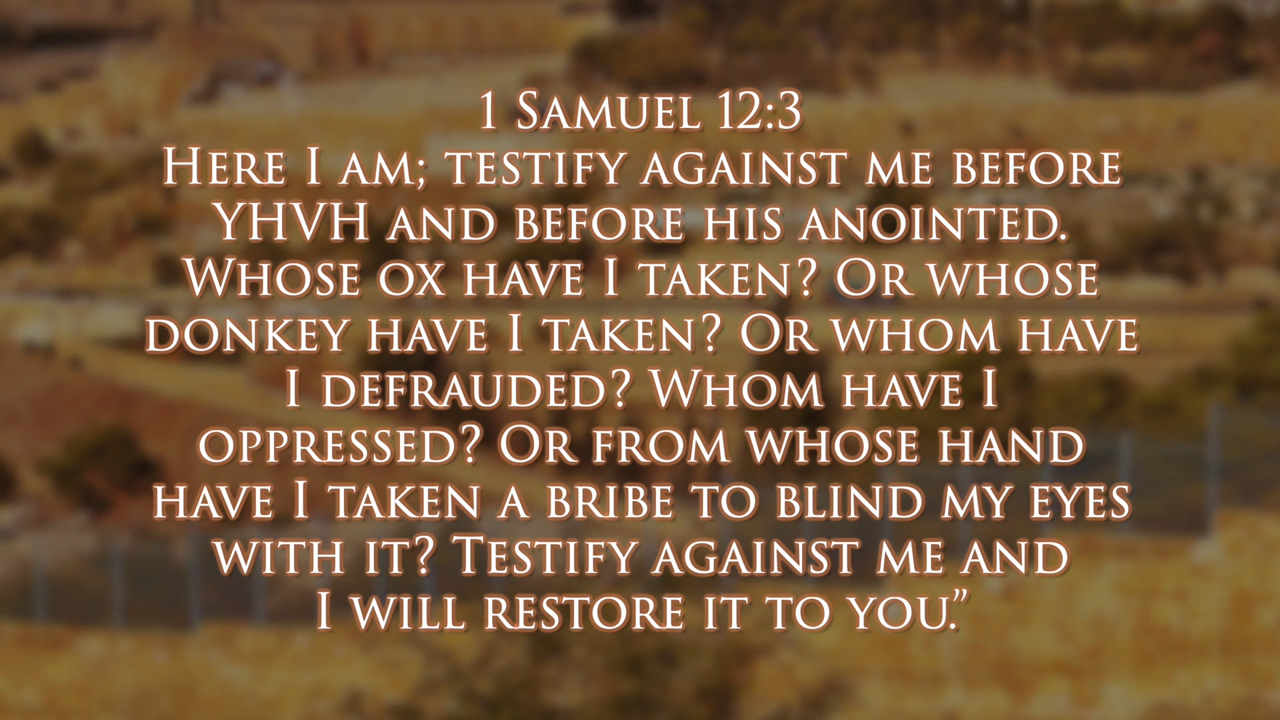 1 Samuel 12:3
Here I am; testify against me before
YHVH and before his anointed.
Whose ox have I taken? Or whose
donkey have I taken? Or whom have
I defrauded? Whom have I
oppressed? Or from whose hand
have I taken a bribe to blind my eyes
with it? Testify against me and
I will restore it to you.”